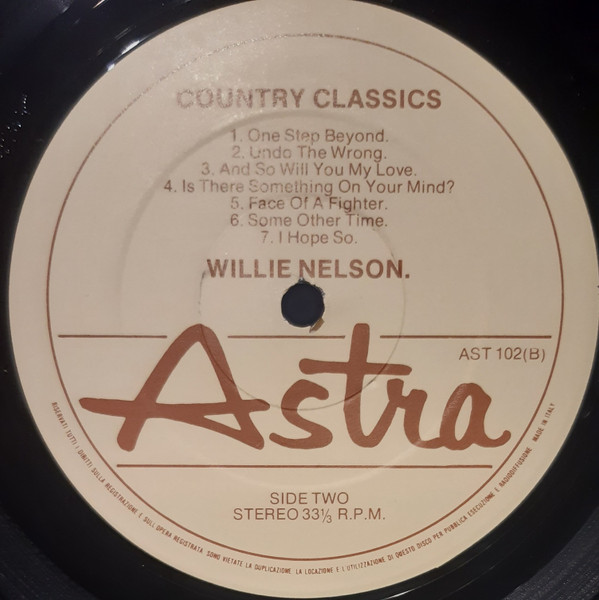 COUNTRY CLASSICS
1. One Step Beyond.
2. Undo The Wrong.
3. And So Will You My Love.
4. Is There Something On Your Mind?
5. Face Of A Fighter.
6. Some Other Time.
7. I Hope So.
WILLIE NELSON.
AST 102(B)
Astra
SIDE TWO
STEREO 33⅓ R.P.M.
RISERVATI TUTTI I DIRITTI SULLA REGISTRAZIONE E SULL OPERA REGISTRATA. SONO VIETATE LA DUPLICAZIONE. LA LOCAZIONE E L'UTILIZZAZIONE DI QUESTO DISCO PER PUBBLICA ESECUZIONE E RADIODIFFUSIONE. MADE IN ITALY